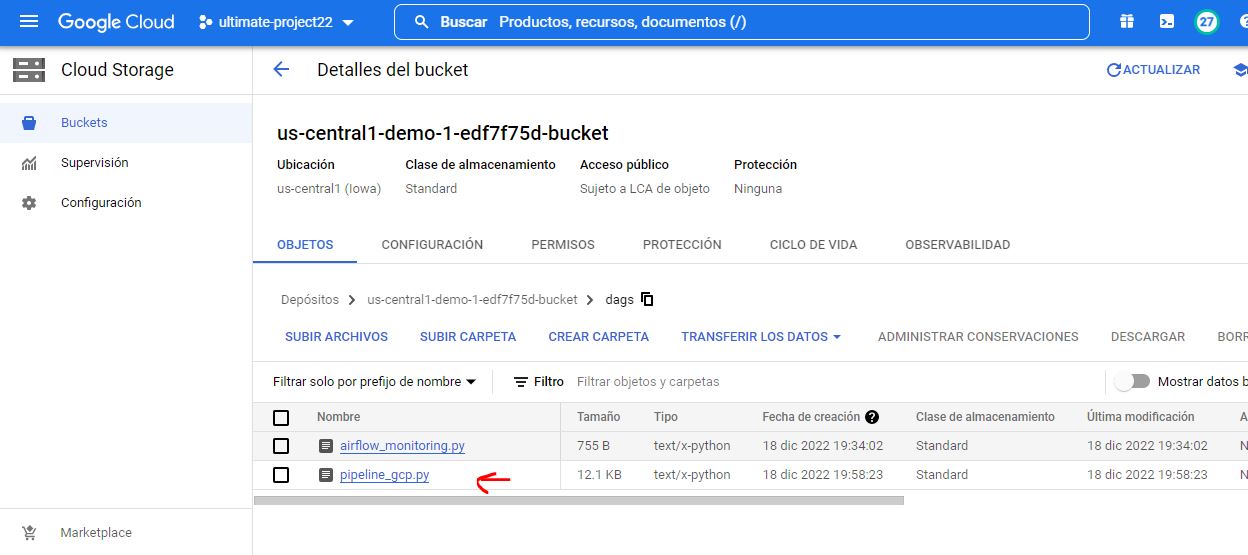 Google Cloud ultimate-project22 Buscar Productos, recursos, documentos (/) 27
Cloud Storage Detalles del bucket ACTUALIZAR
Buckets
Supervisión
Configuración
us-central1-demo-1-edf7f75d-bucket
Ubicación Clase de almacenamiento Acceso público Protección
us-central1 (Iowa) Standard Sujeto a LCA de objeto Ninguna
OBJETOS CONFIGURACIÓN PERMISOS PROTECCIÓN CICLO DE VIDA OBSERVABILIDAD
Depósitos > us-central1-demo-1-edf7f75d-bucket > dags
SUBIR ARCHIVOS SUBIR CARPETA CREAR CARPETA TRANSFERIR LOS DATOS ADMINISTRAR CONSERVACIONES DESCARGAR BORR
Filtrar solo por prefijo de nombre Filtro Filtrar objetos y carpetas Mostrar datos b
Nombre Tamaño Tipo Fecha de creación ? Clase de almacenamiento Última modificación A
airflow_monitoring.py 755 B text/x-python 18 dic 2022 19:34:02 Standard 18 dic 2022 19:34:02 N
pipeline_gcp.py 12.1 KB text/x-python 18 dic 2022 19:58:23 Standard 18 dic 2022 19:58:23 N
Marketplace